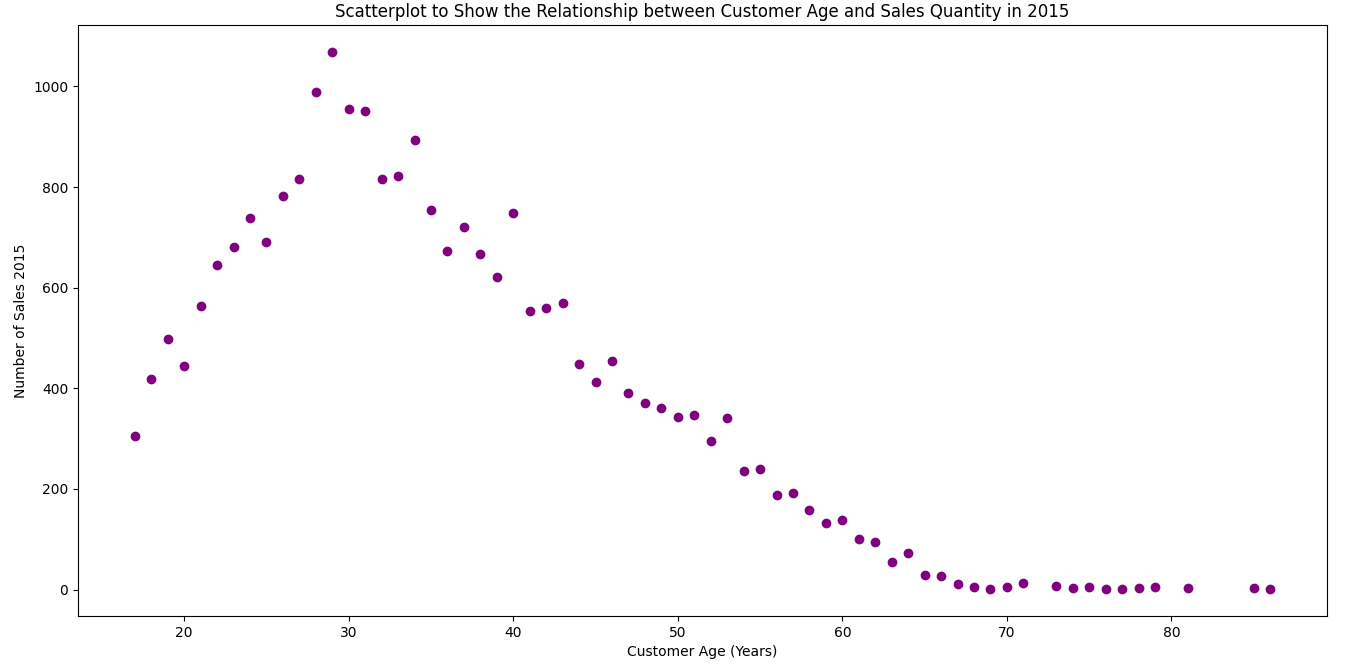 Scatterplot to Show the Relationship between Customer Age and Sales Quantity in 2015
1000
800
600
400
200
0
Number of Sales 2015
20 30 40 50 60 70 80
Customer Age (Years)